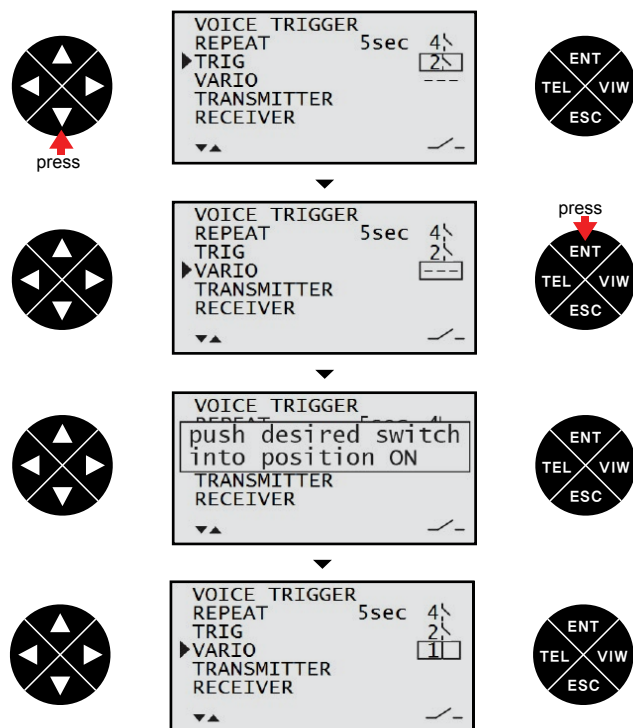 VOICE TRIGGER
REPEAT 5sec 4
TRIG 2
VARIO ---
TRANSMITTER
RECEIVER
ENT
TEL VIW
ESC
press
VOICE TRIGGER
REPEAT 5sec 4
TRIG 2
VARIO ---
TRANSMITTER
RECEIVER
press
ENT
TEL VIW
ESC
VOICE TRIGGER
push desired switch
into position ON
TRANSMITTER
RECEIVER
ENT
TEL VIW
ESC
VOICE TRIGGER
REPEAT 5sec 4
TRIG 2
VARIO 1
TRANSMITTER
RECEIVER
ENT
TEL VIW
ESC